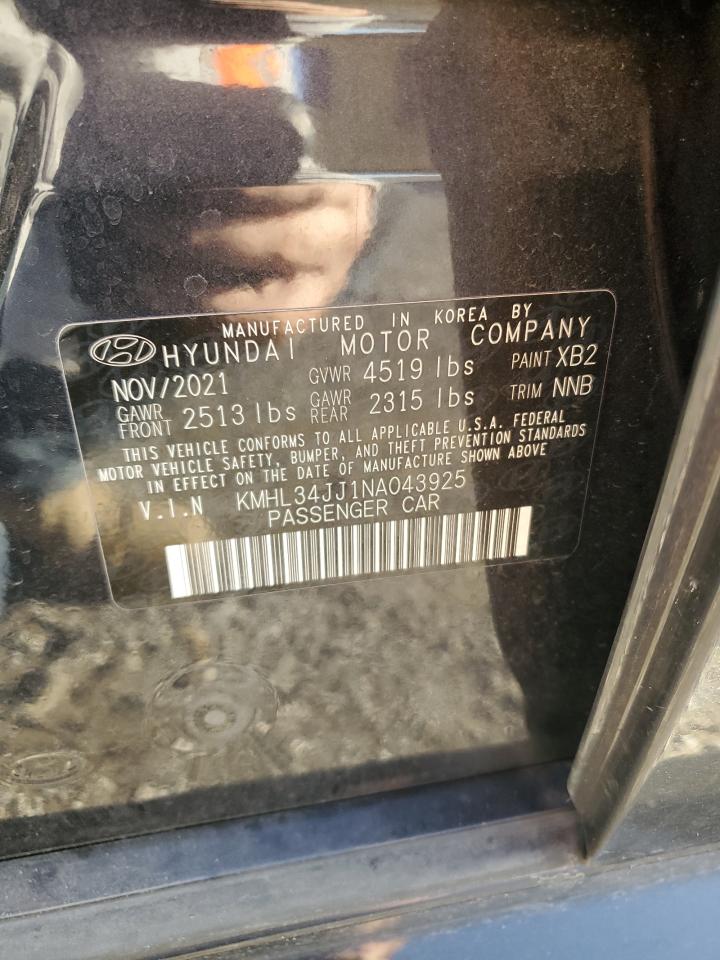 MANUFACTURED IN KOREA BY
HYUNDAI MOTOR COMPANY
NOV/2021 GVWR 4519 lbs PAINT XB2
GAWR FRONT 2513 lbs GAWR REAR 2315 lbs TRIM NNB
THIS VEHICLE CONFORMS TO ALL APPLICABLE U.S.A. FEDERAL
MOTOR VEHICLE SAFETY, BUMPER, AND THEFT PREVENTION STANDARDS
IN EFFECT ON THE DATE OF MANUFACTURE SHOWN ABOVE
V.I.N KMHL34JJ1NA043925
PASSENGER CAR